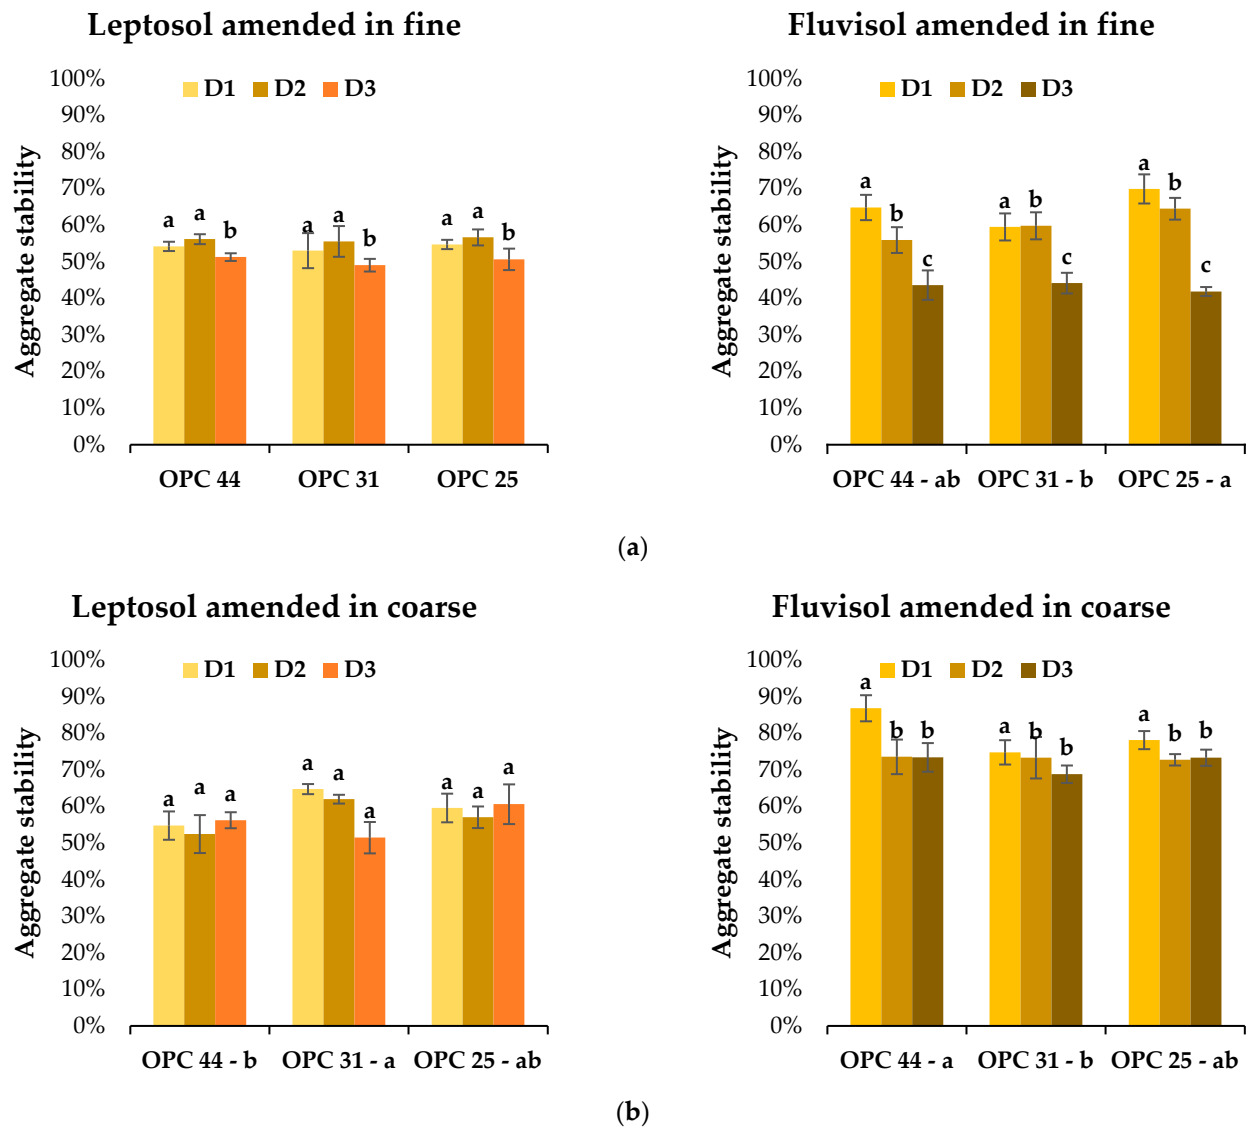 Leptosol amended in fine
D1 D2 D3
Aggregate stability
100%
90%
80%
70%
60%
50%
40%
30%
20%
10%
0%
a a b a a b a a b
OPC 44 OPC 31 OPC 25
Fluvisol amended in fine
D1 D2 D3
Aggregate stability
100%
90%
80%
70%
60%
50%
40%
30%
20%
10%
0%
a b c a b c a b c
OPC 44 - ab OPC 31 - b OPC 25 - a
(a)
Leptosol amended in coarse
D1 D2 D3
Aggregate stability
100%
90%
80%
70%
60%
50%
40%
30%
20%
10%
0%
a a a a a a a a a
OPC 44 - b OPC 31 - a OPC 25 - ab
Fluvisol amended in coarse
D1 D2 D3
Aggregate stability
100%
90%
80%
70%
60%
50%
40%
30%
20%
10%
0%
a b b a b b a b b
OPC 44 - a OPC 31 - b OPC 25 - ab
(b)